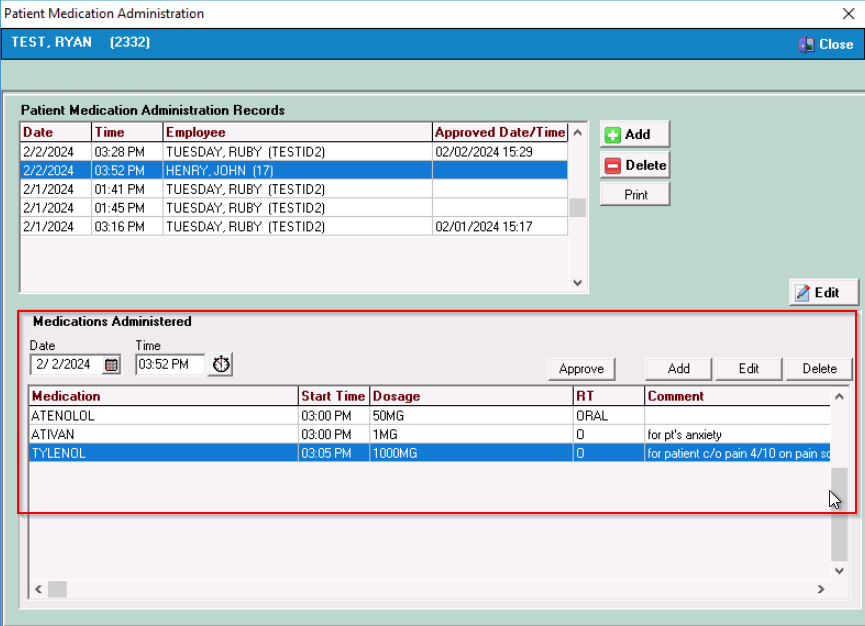 Patient Medication Administration
TEST, RYAN (2332) Close
Patient Medication Administration Records
Date Time Employee Approved Date/Time
2/2/2024 03:28 PM TUESDAY, RUBY (TESTID2) 02/02/2024 15:29
2/2/2024 03:52 PM HENRY, JOHN (17)
2/1/2024 01:41 PM TUESDAY, RUBY (TESTID2)
2/1/2024 01:45 PM TUESDAY, RUBY (TESTID2)
2/1/2024 03:16 PM TUESDAY, RUBY (TESTID2) 02/01/2024 15:17
Add
Delete
Print
Edit
Medications Administered
Date Time
2/ 2/2024 03:52 PM
Approve Add Edit Delete
Medication Start Time Dosage RT Comment
ATENOLOL 03:00 PM 50MG ORAL
ATIVAN 03:00 PM 1MG O for pt's anxiety
TYLENOL 03:05 PM 1000MG O for patient c/o pain 4/10 on pain